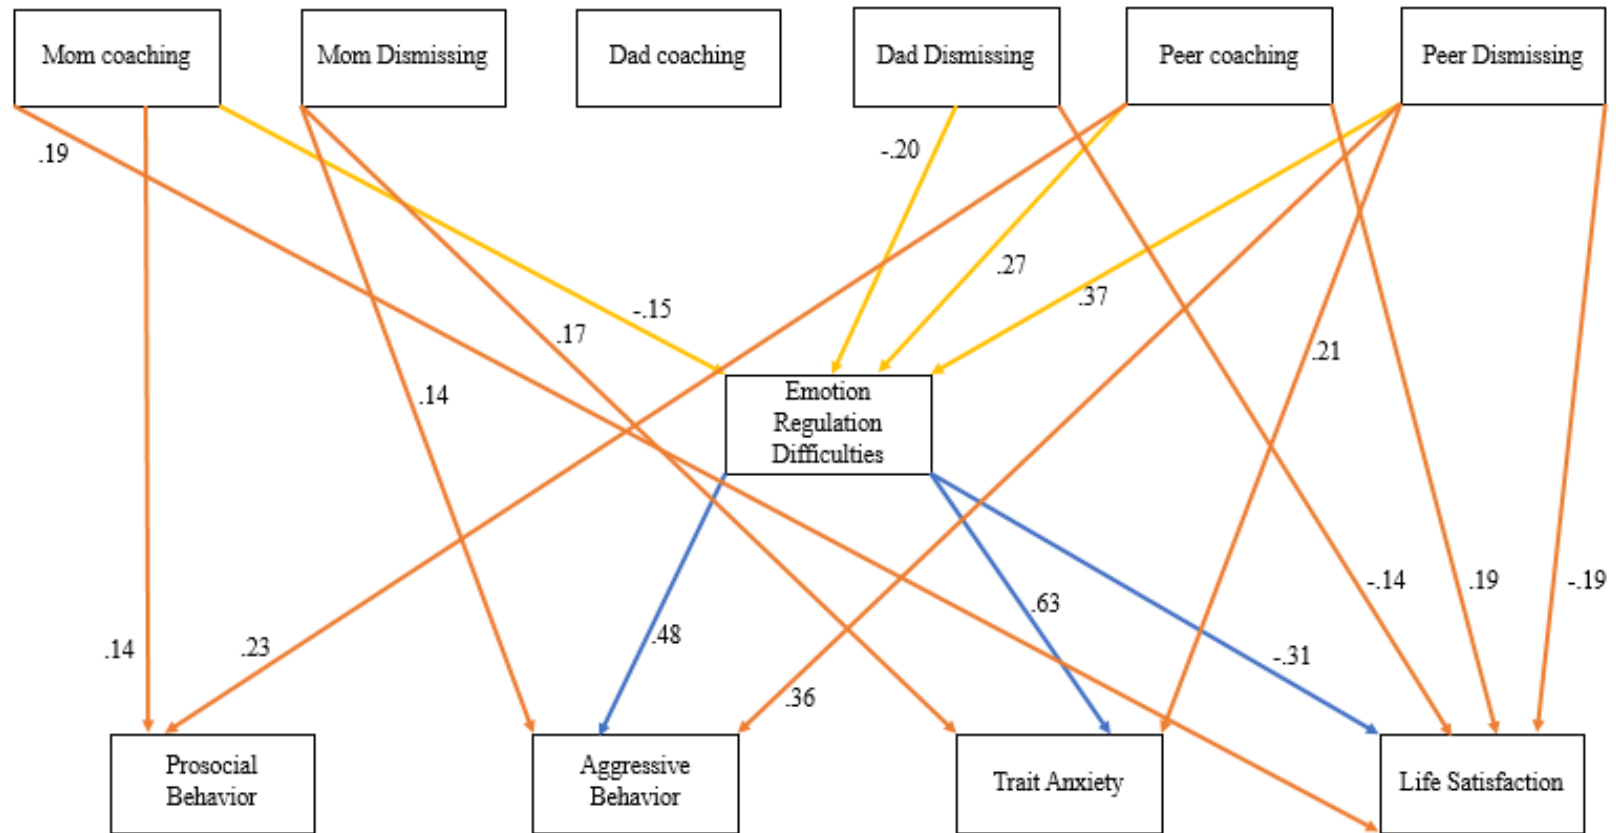 Mom coaching
Mom Dismissing
Dad coaching
Dad Dismissing
Peer coaching
Peer Dismissing
.19
-.20
.27
.37
-.15
.17
.21
.14
Emotion
Regulation
Difficulties
-.14
.19
-.19
.63
.48
.14
.23
-.31
.36
Prosocial
Behavior
Aggressive
Behavior
Trait Anxiety
Life Satisfaction